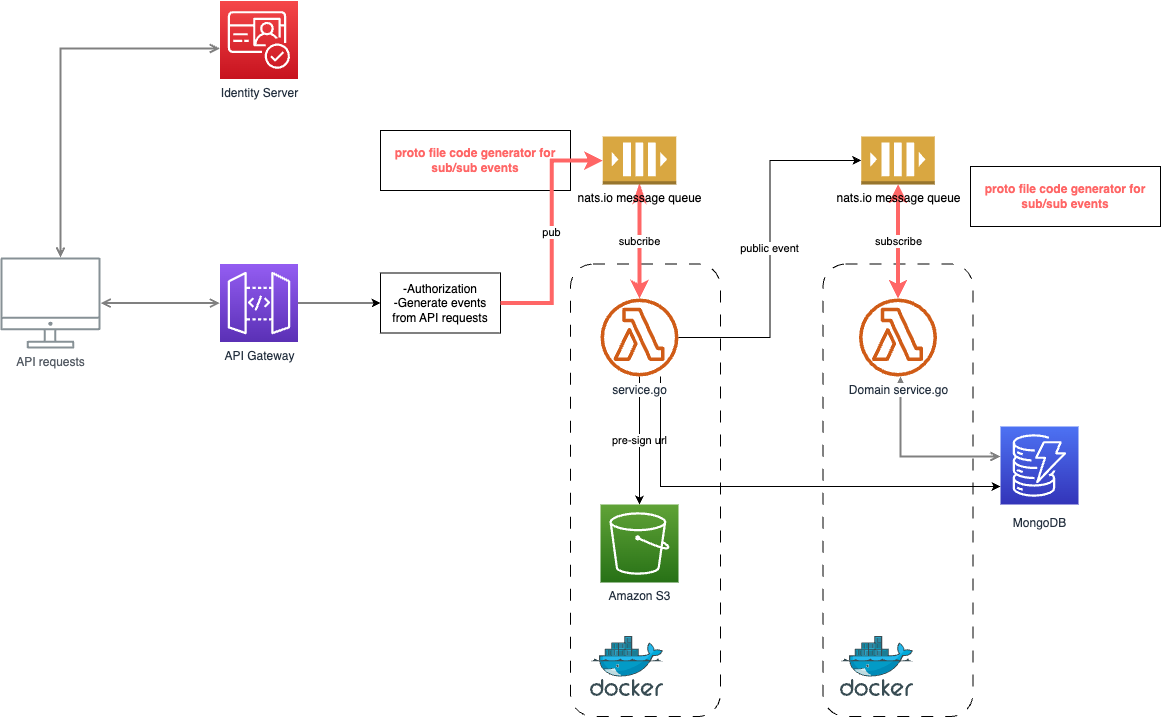 Identity Server
proto file code generator for
sub/sub events
nats.io message queue
nats.io message queue
proto file code generator for
sub/sub events
pub
subcribe
public event
subscribe
-Authorization
-Generate events
from API requests
API requests
API Gateway
service.go
Domain service.go
pre-sign url
MongoDB
Amazon S3
docker
docker